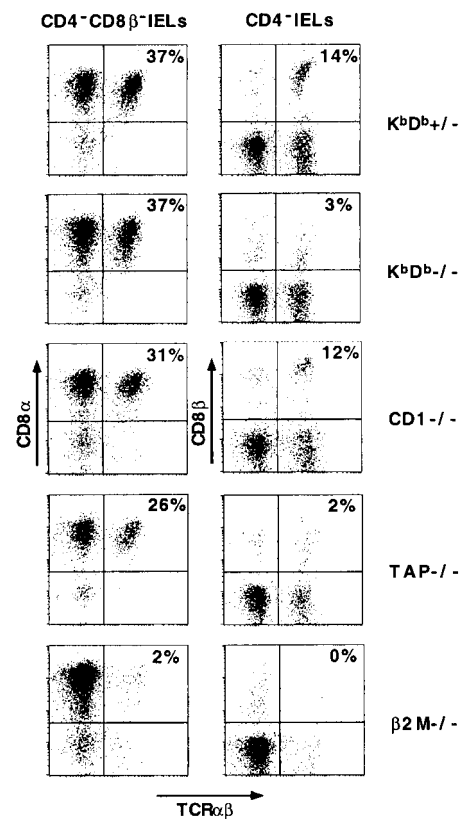 CD4⁻CD8β⁻IELs CD4⁻IELs
37% 14%
KᵇDᵇ+/-
37% 3%
KᵇDᵇ-/-
31% 12%
CD8α CD8β
CD1-/-
26% 2%
TAP-/-
2% 0%
β2M-/-
TCRαβ